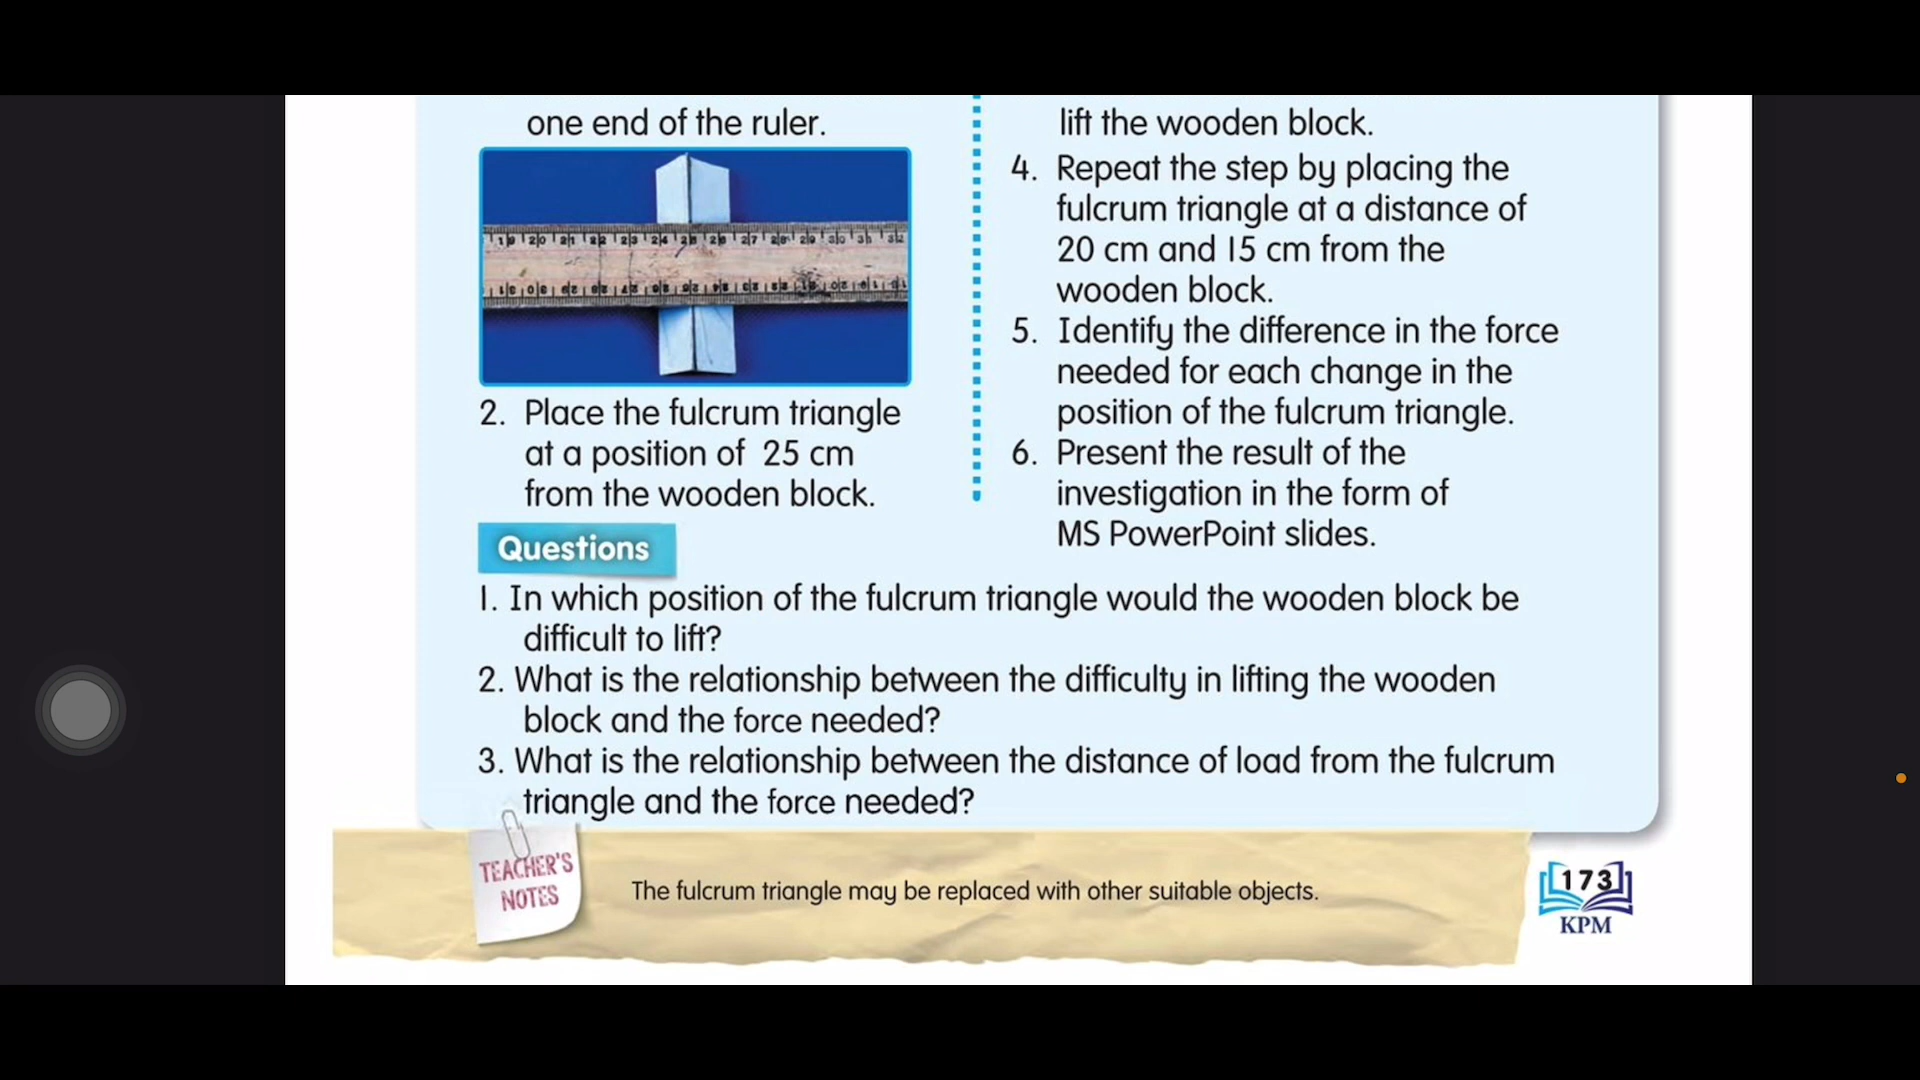 one end of the ruler.
2. Place the fulcrum triangle
at a position of 25 cm
from the wooden block.
lift the wooden block.
4. Repeat the step by placing the
fulcrum triangle at a distance of
20 cm and 15 cm from the
wooden block.
5. Identify the difference in the force
needed for each change in the
position of the fulcrum triangle.
6. Present the result of the
investigation in the form of
MS PowerPoint slides.
Questions
1. In which position of the fulcrum triangle would the wooden block be
difficult to lift?
2. What is the relationship between the difficulty in lifting the wooden
block and the force needed?
3. What is the relationship between the distance of load from the fulcrum
triangle and the force needed?
TEACHER'S
NOTES
The fulcrum triangle may be replaced with other suitable objects.
173
KPM